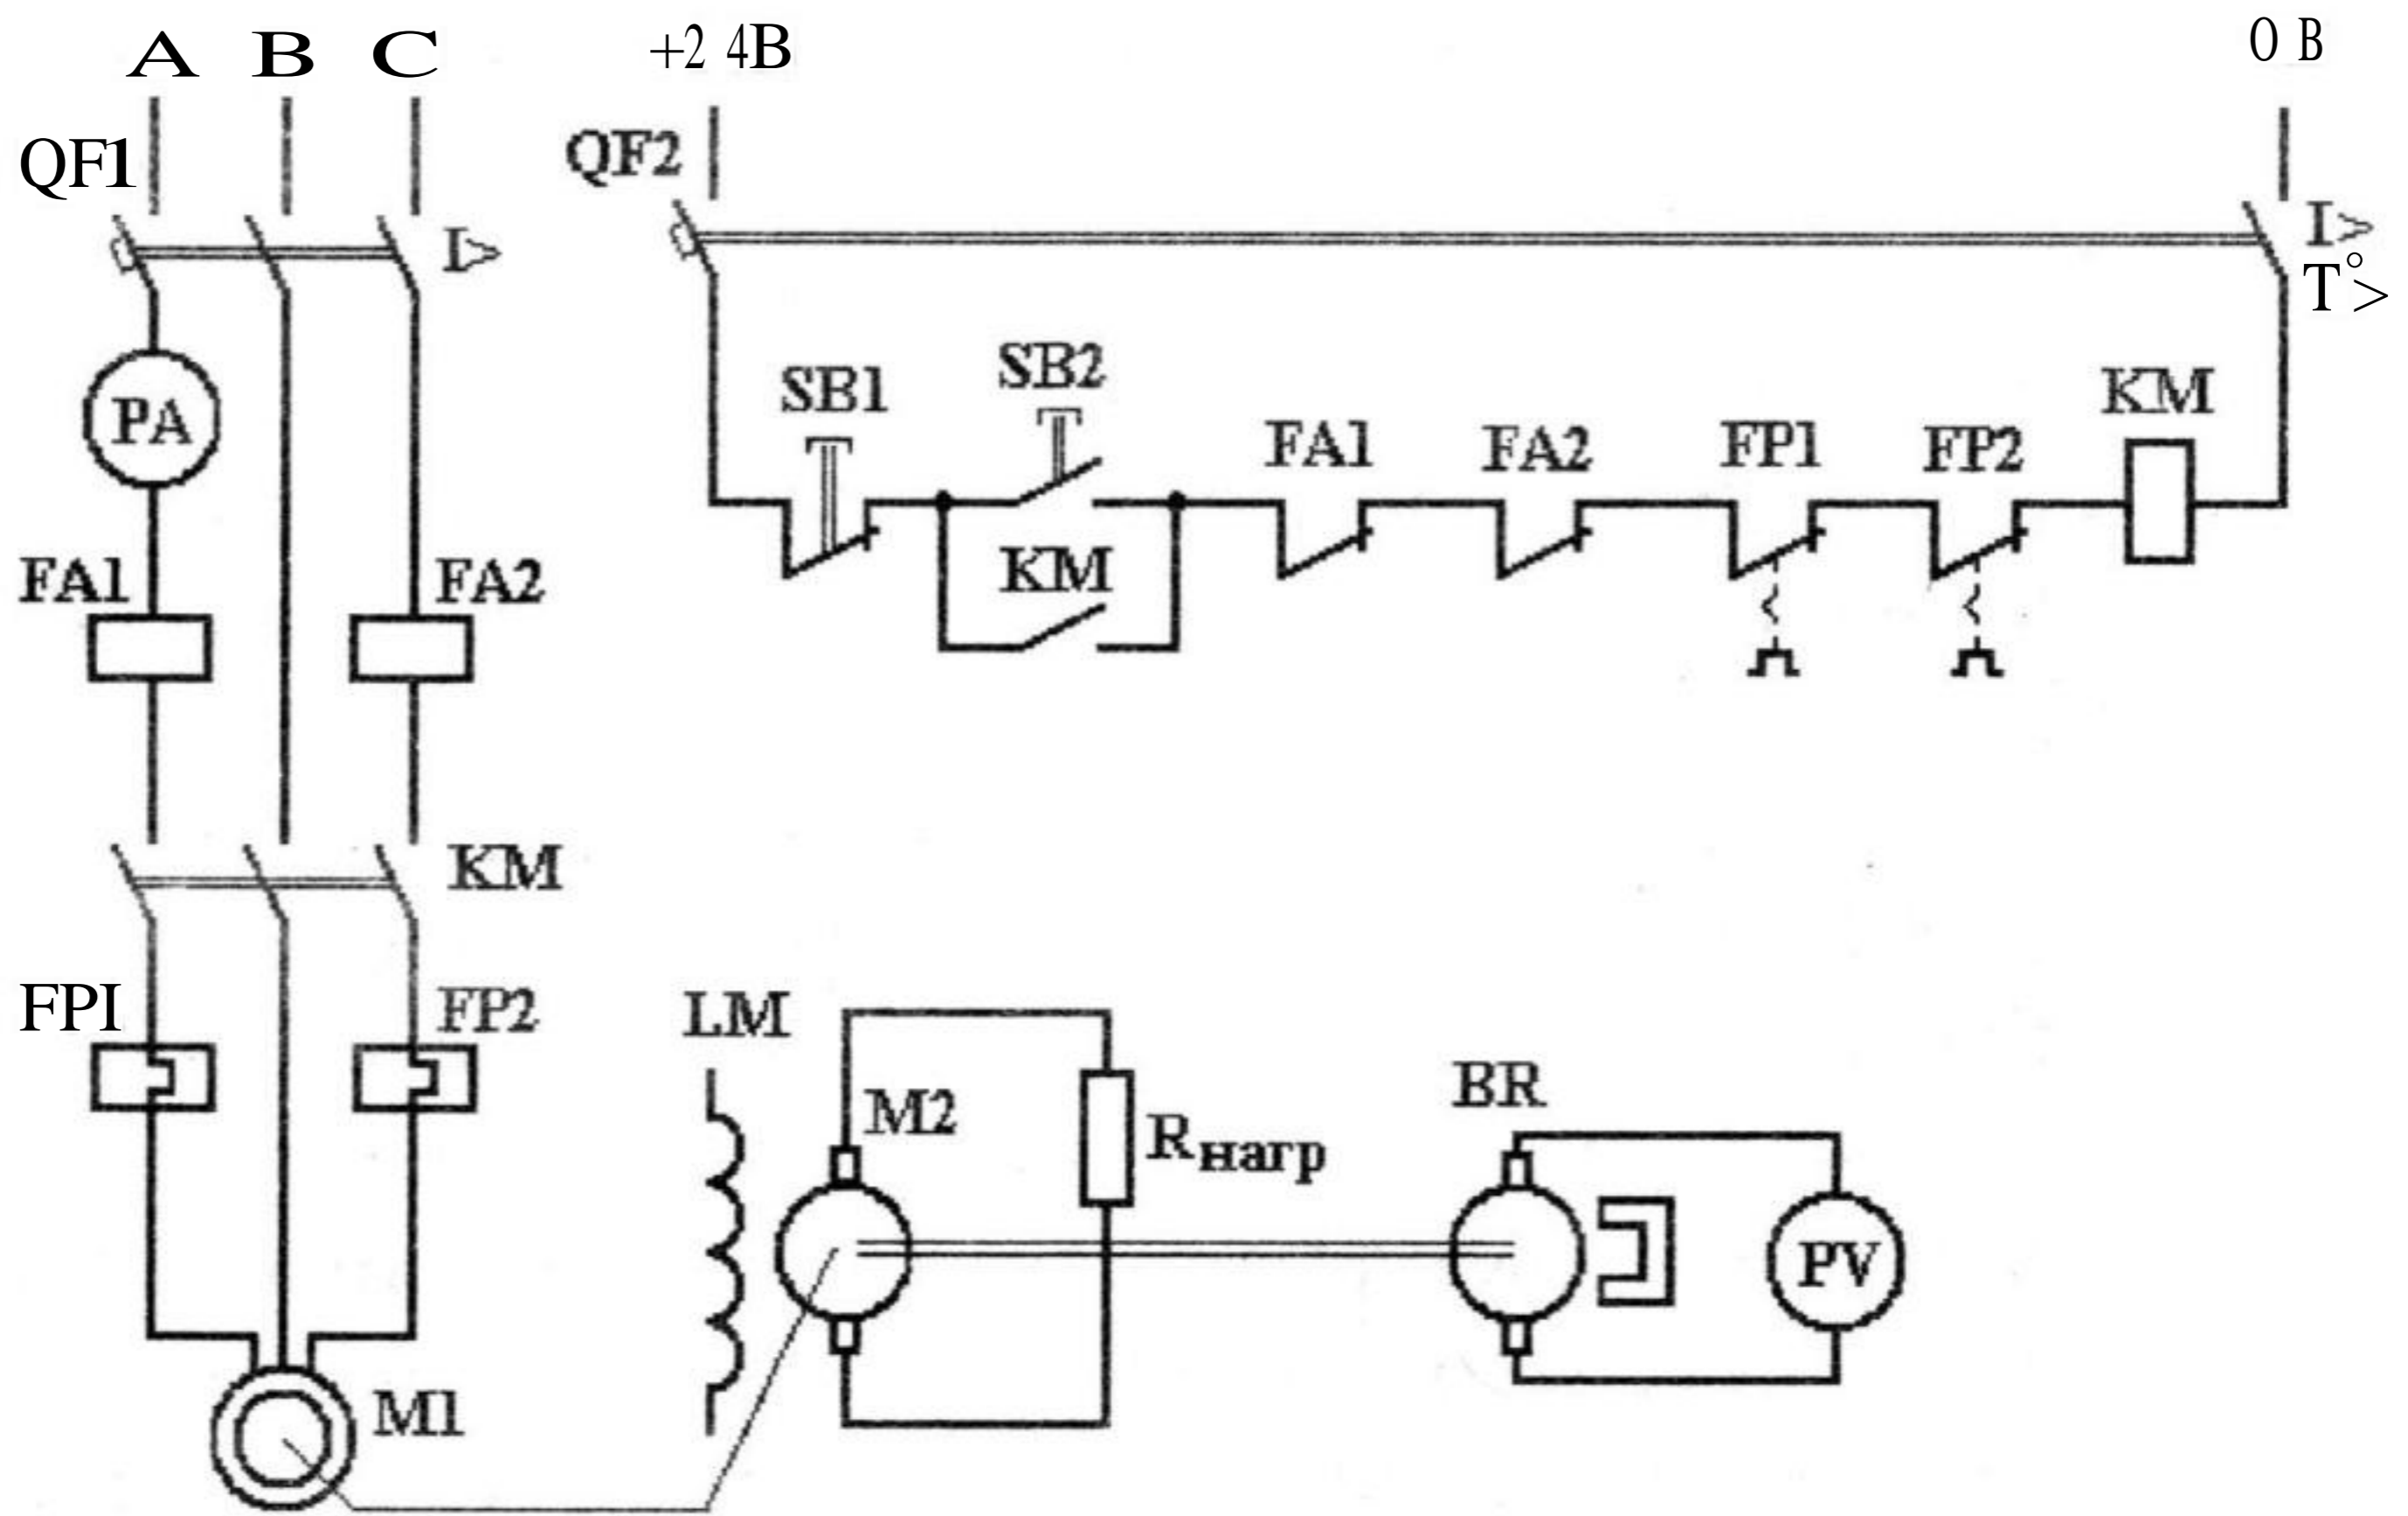 A B C
+2 4В
0 В
QF1
QF2
I>
I>
T°>
PA
SB1
SB2
FA1
FA2
FP1
FP2
KM
KM
FA1
FA2
KM
FPI
FP2
LM
M2
Rнагр
BR
PV
M1